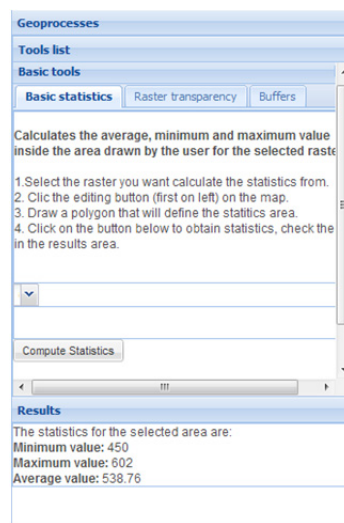 Geoprocesses
Tools list
Basic tools
Basic statistics Raster transparency Buffers
Calculates the average, minimum and maximum value
inside the area drawn by the user for the selected raste
1.Select the raster you want calculate the statistics from.
2. Clic the editing button (first on left) on the map.
3. Draw a polygon that will define the statitics area.
4. Click on the button below to obtain statistics, check the
in the results area.
Compute Statistics
Results
The statistics for the selected area are:
Minimum value: 450
Maximum value: 602
Average value: 538.76